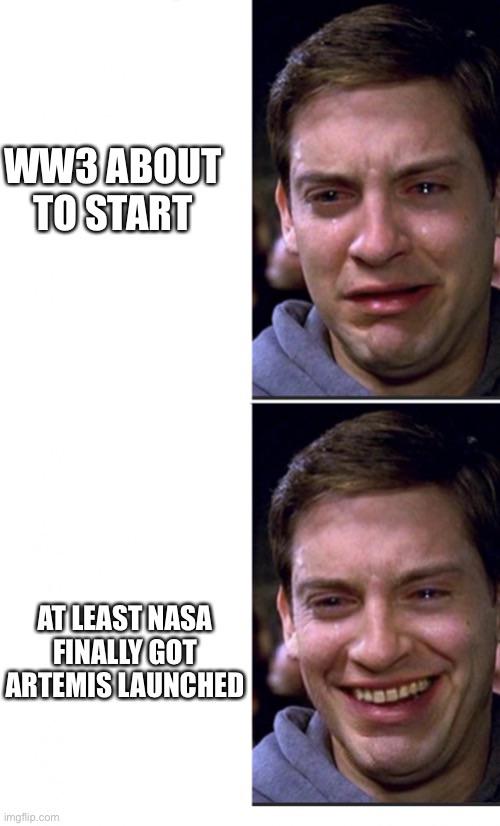 WW3 ABOUT
TO START
AT LEAST NASA
FINALLY GOT
ARTEMIS LAUNCHED
imgflip.com